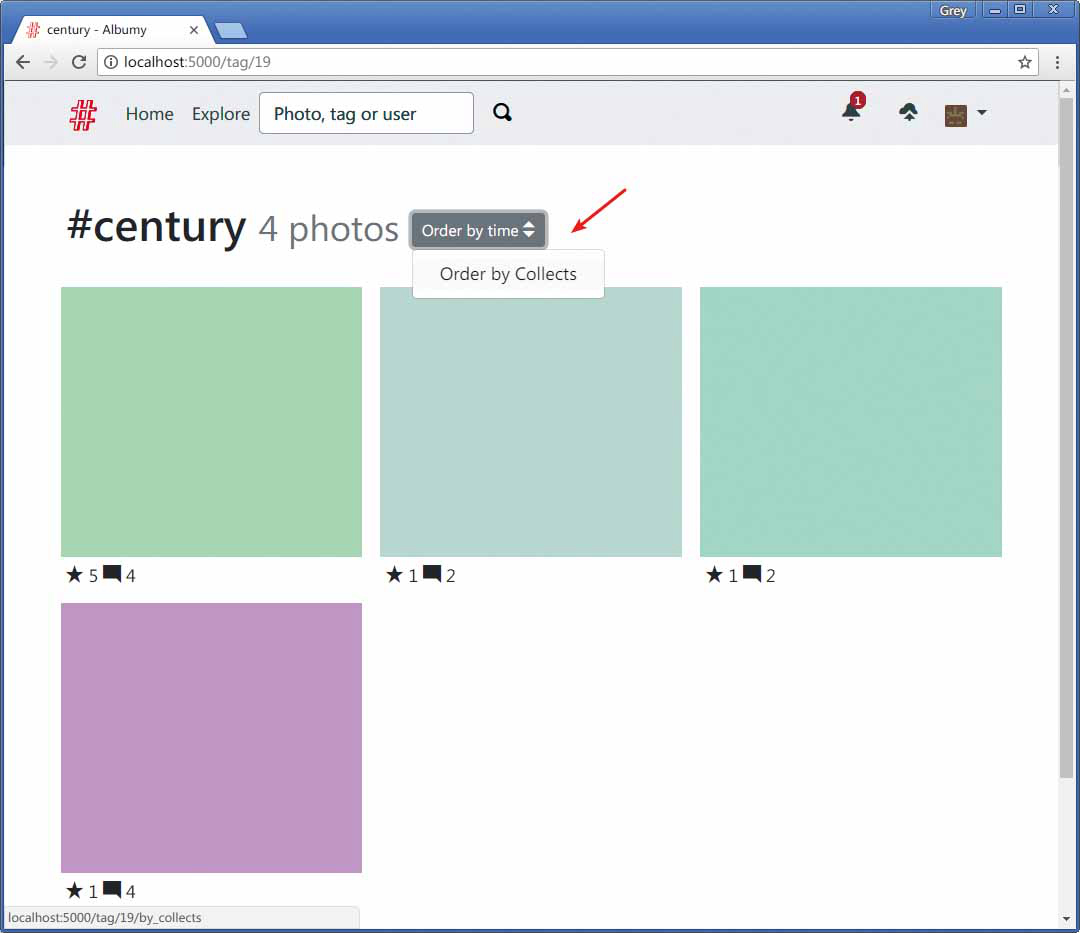 Grey
century - Albumy
localhost:5000/tag/19
# Home Explore Photo, tag or user 1
#century 4 photos Order by time
Order by Collects
5 4
1 2
1 2
1 4
localhost:5000/tag/19/by_collects